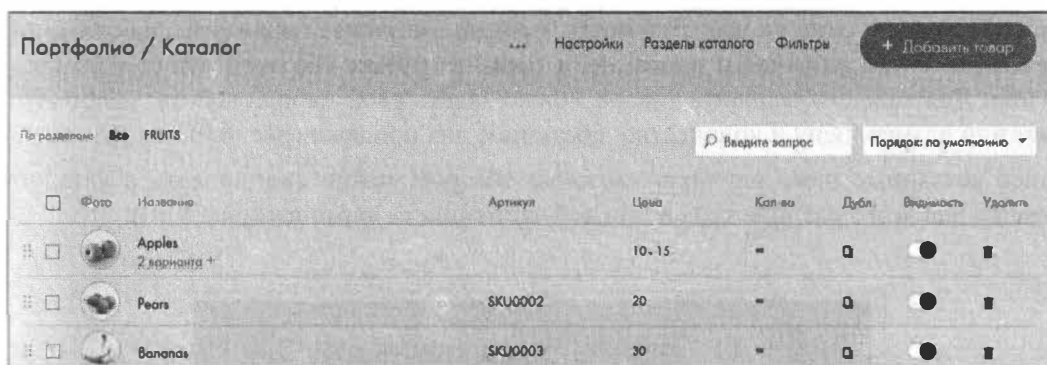 Портфолио / Каталог ... Настройки Разделы каталога Фильтры + Добавить товар
По разделам: Все FRUITS
Введите запрос Порядок: по умолчанию
Фото Название Артикул Цена Кол-во Дубл. Видимость Удалить
Apples 10 - 15 ∞
2 варианта +
Pears SKU0002 20 ∞
Bananas SKU0003 30 ∞